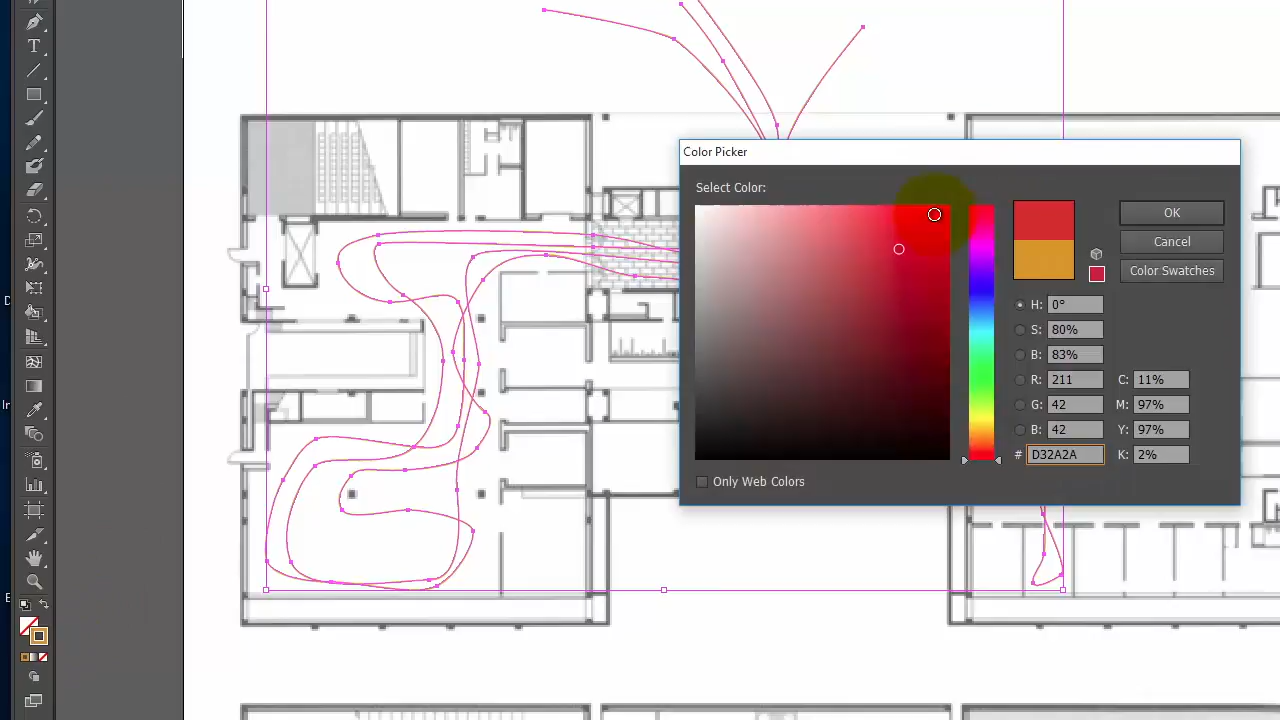 Color Picker
Select Color:
OK
Cancel
Color Swatches
H: 0°
S: 80%
B: 83%
R: 211 C: 11%
G: 42 M: 97%
B: 42 Y: 97%
# D32A2A K: 2%
Only Web Colors
T